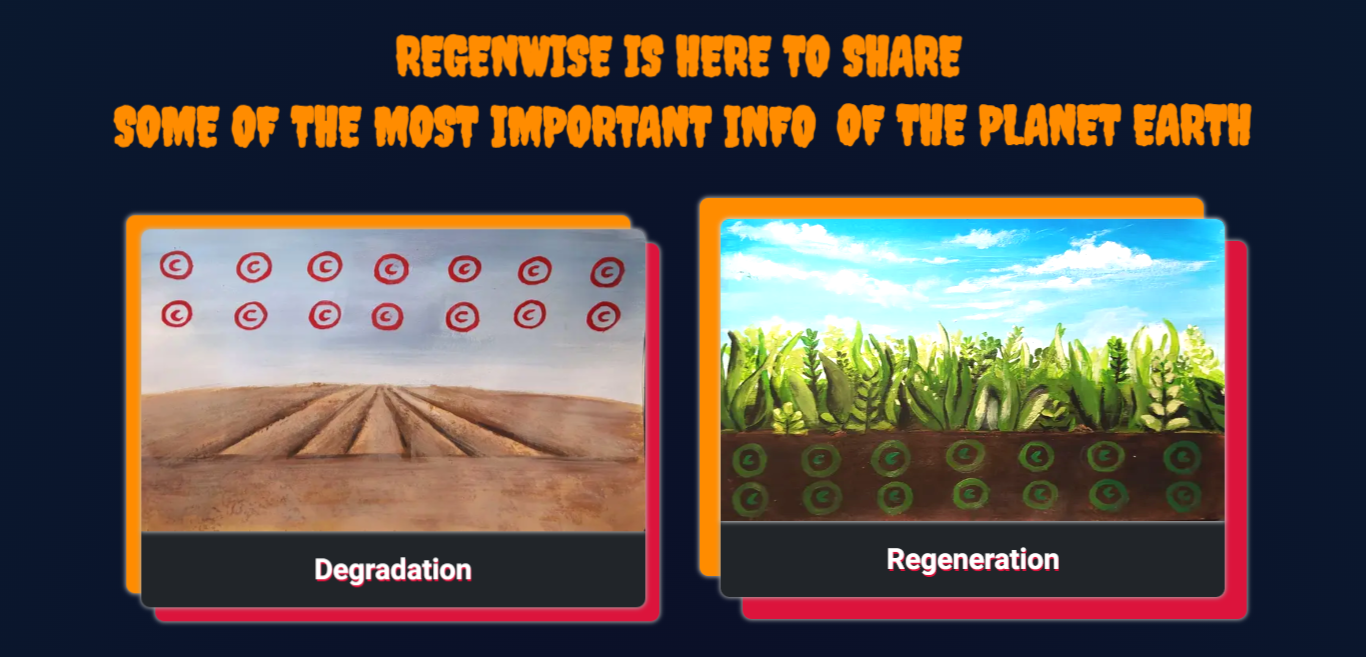 REGENWISE IS HERE TO SHARE
SOME OF THE MOST IMPORTANT INFO OF THE PLANET EARTH
C C C C C C C
C C C C C C C
Degradation
C C C C C C C
C C C C C C C
Regeneration